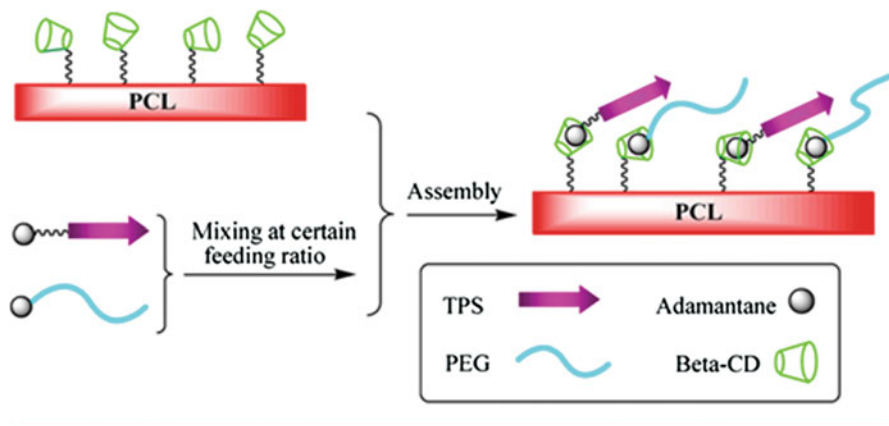 PCL
Mixing at certain
feeding ratio
Assembly
PCL
TPS
Adamantane
PEG
Beta-CD